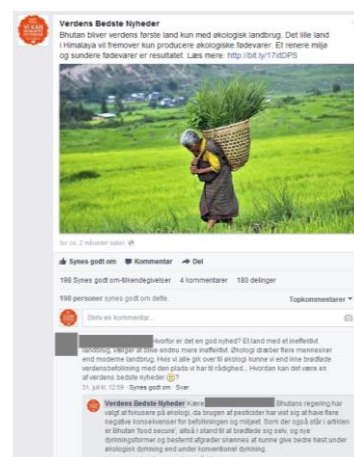 VI KAN
Verdens Bedste Nyheder
Bhutan bliver verdens første land kun med økologisk landbrug. Det lille land
i Himalaya vil fremover kun producere økologiske fødevarer. Et renere miljø
og sundere fødevarer er resultatet. Læs mere: http://bit.ly/17xtDPS
for ca. 2 måneder siden
Synes godt om Kommentar Del
198 Synes godt om-tilkendegivelser 4 kommentarer 180 delinger
198 personer synes godt om dette. Topkommentarer
Skriv en kommentar...
Hvorfor er det en god nyhed? Et land med et ineffektivt
landbrug, vælger at blive endnu mere ineffektivt. Økologi dræber flere mennesker
end moderne landbrug. Hvis vi alle gik over til økologi kunne vi end ikke brødføde
verdensbefolkning med den plads vi har til rådighed... Hvordan kan det være en
af verdens bedste nyheder ?
31. juli kl. 12:59 · Synes godt om · Svar
Verdens Bedste Nyheder Kære Bhutans regering har
valgt at fokusere på økologi, da brugen af pesticider har vist sig at have flere
negative konsekvenser for befolkningen og miljøet. Som der også står i artiklen
er Bhutan 'food secure', altså i stand til at brødføde sig selv, og nye
dyrkningsformer og bestemt afgrøder skønnes at kunne give bedre høst under
økologisk dyrkning end under konventionel dyrkning.